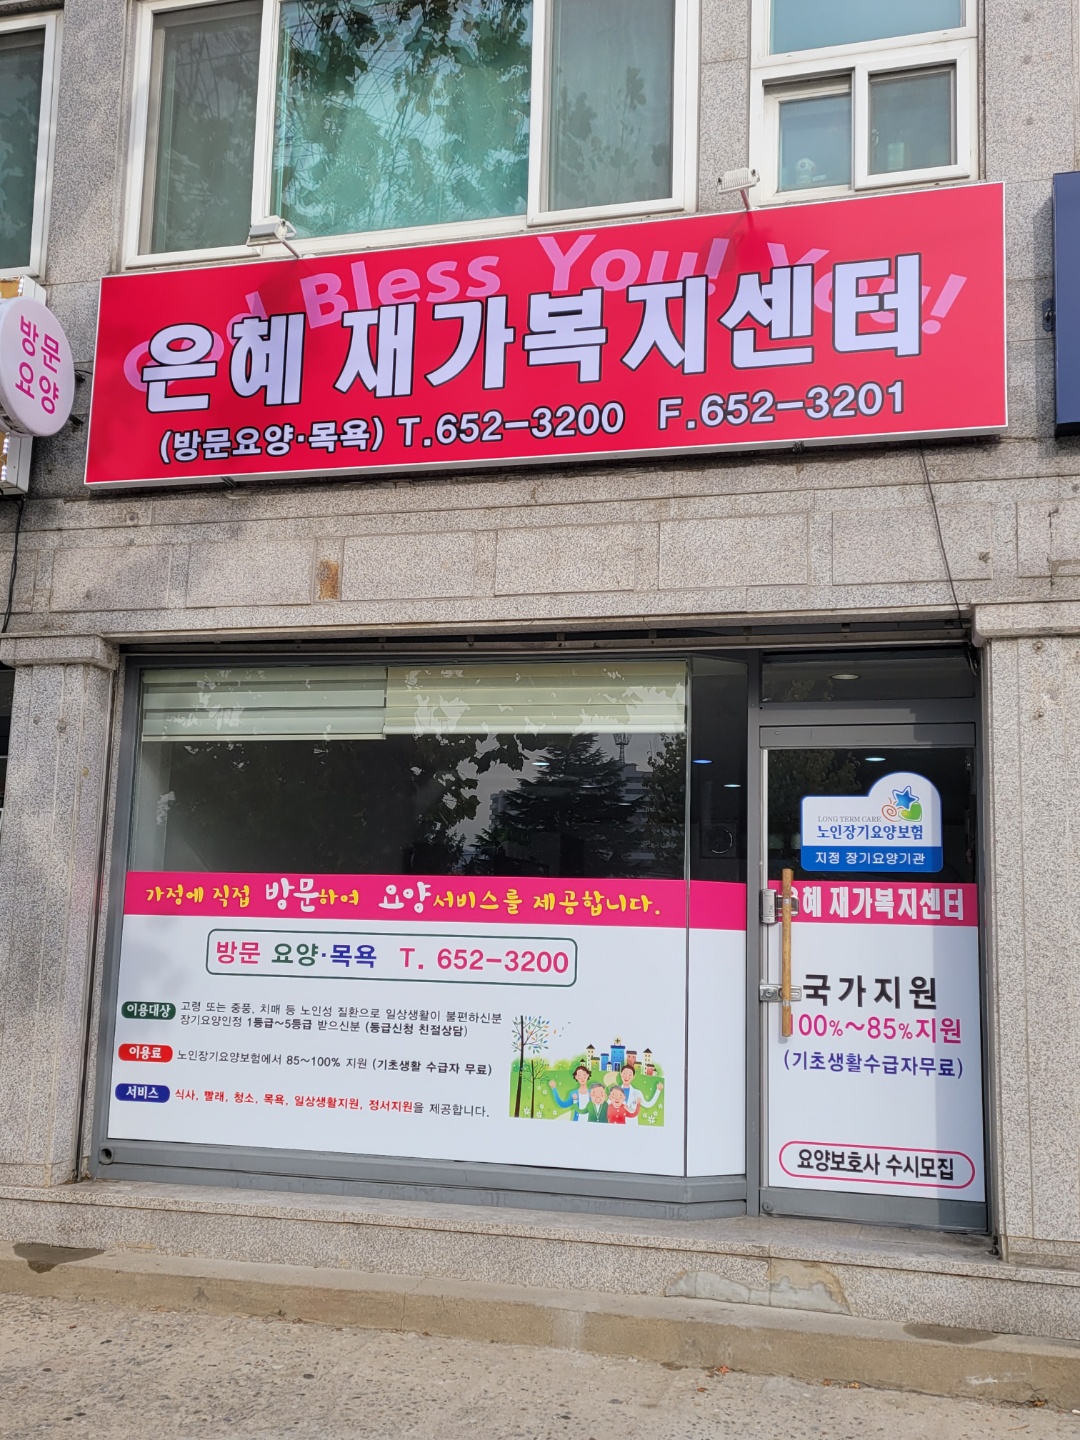 방문
요양
God Bless You! You!
은혜 재가복지센터
(방문요양·목욕) T.652-3200 F.652-3201
LONG TERM CARE
노인장기요양보험
지정 장기요양기관
가정에 직접 방문하여 요양서비스를 제공합니다.
은혜 재가복지센터
방문 요양·목욕 T. 652-3200
이용대상 고령 또는 중풍, 치매 등 노인성 질환으로 일상생활이 불편하신분
장기요양인정 1등급~5등급 받으신분 (등급신청 친절상담)
이용료 노인장기요양보험에서 85~100% 지원 (기초생활 수급자 무료)
서비스 식사, 빨래, 청소, 목욕, 일상생활지원, 정서지원을 제공합니다.
국가지원
100%~85%지원
(기초생활수급자무료)
요양보호사 수시모집